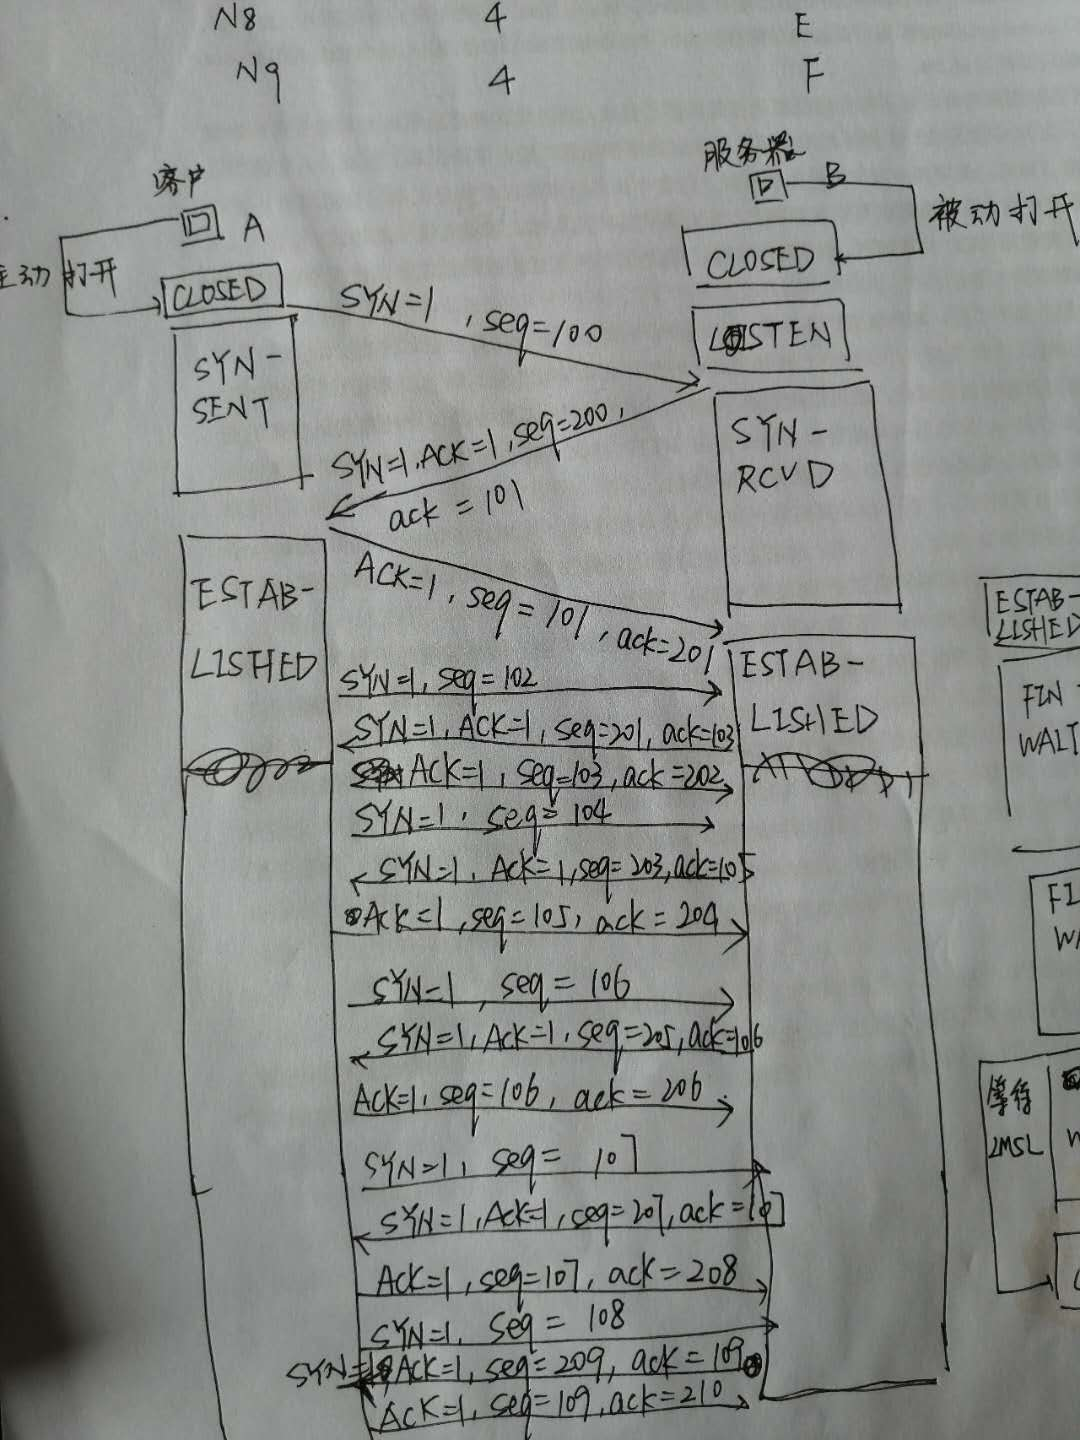 N8 4 E
N9 4 F
客户
服务器
A
B
主动打开
被动打开
CLOSED
CLOSED
SYN=1, seq=100
LISTEN
SYN-
SENT
SYN-
RCVD
SYN=1, ACK=1, seq=200,
ack=101
ACK=1, seq=101, ack=201
ESTAB-
LISHED
ESTAB-
LISHED
SYN=1, seq=102
SYN=1, ACK=1, seq=201, ack=103
ACK=1, seq=103, ack=202
SYN=1, seq=104
SYN=1, Ack=1, seq=203, ack=105
Ack=1, seq=105, ack=204
SYN=1, seq=106
SYN=1, Ack=1, seq=205, ack=106
ACK=1, seq=106, ack=206
SYN=1, seq=107
SYN=1, Ack=1, seq=207, ack=107
Ack=1, seq=107, ack=208
SYN=1, seq=108
SYN=1, Ack=1, seq=209, ack=109
ACK=1, seq=109, ack=210
ESTAB-
LISHED
FIN
WAIT
等待
2MSL